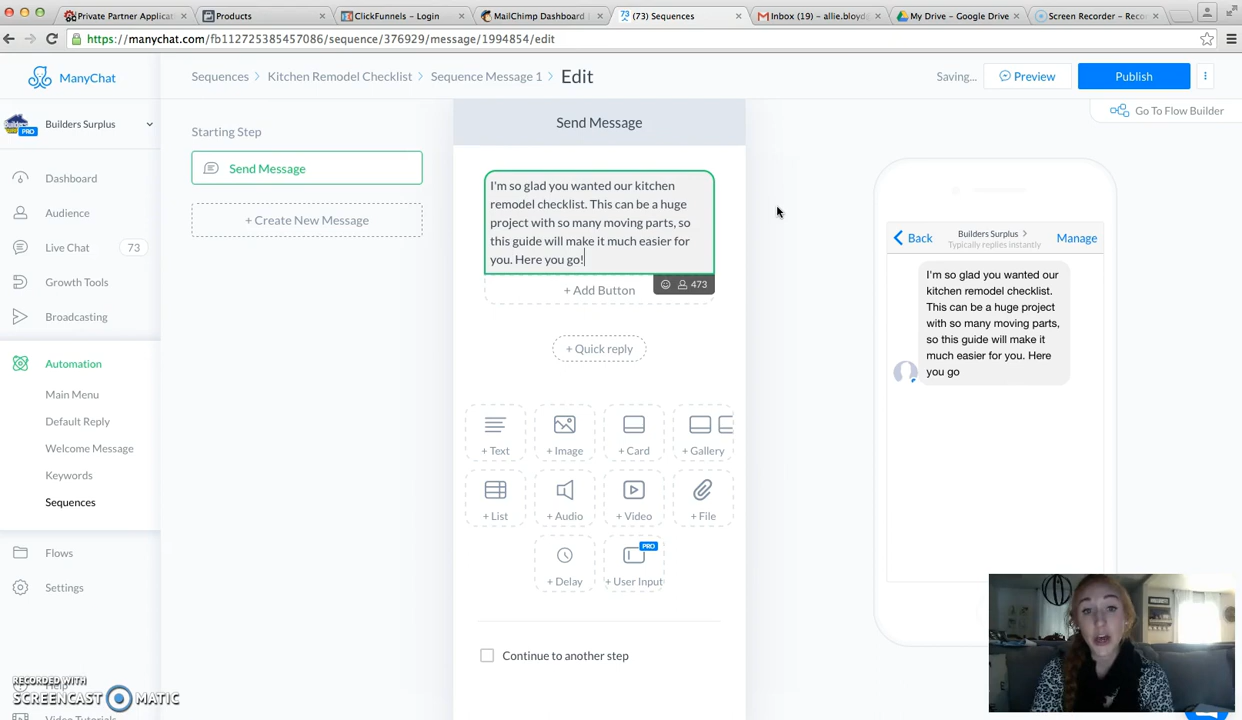 Private Partner Applicat
Products
ClickFunnels - Login
MailChimp Dashboard
(73) Sequences
Inbox (19) - allie.bloyd@
My Drive - Google Drive
Screen Recorder - Reco
https://manychat.com/fb112725385457086/sequence/376929/message/1994854/edit
ManyChat
Sequences > Kitchen Remodel Checklist > Sequence Message 1 > Edit
Saving...
Preview
Publish
Go To Flow Builder
Builders Surplus
PRO
Dashboard
Audience
Live Chat 73
Growth Tools
Broadcasting
Automation
Main Menu
Default Reply
Welcome Message
Keywords
Sequences
Flows
Settings
Help
Video Tutorials
RECORDED WITH
SCREENCAST MATIC
Starting Step
Send Message
+ Create New Message
Send Message
I'm so glad you wanted our kitchen
remodel checklist. This can be a huge
project with so many moving parts, so
this guide will make it much easier for
you. Here you go!
473
+ Add Button
+ Quick reply
+ Text
+ Image
+ Card
+ Gallery
+ List
+ Audio
+ Video
+ File
PRO
+ Delay
+ User Input
Continue to another step
Back
Builders Surplus >
Typically replies instantly
Manage
I'm so glad you wanted our
kitchen remodel checklist.
This can be a huge project
with so many moving parts,
so this guide will make it
much easier for you. Here
you go